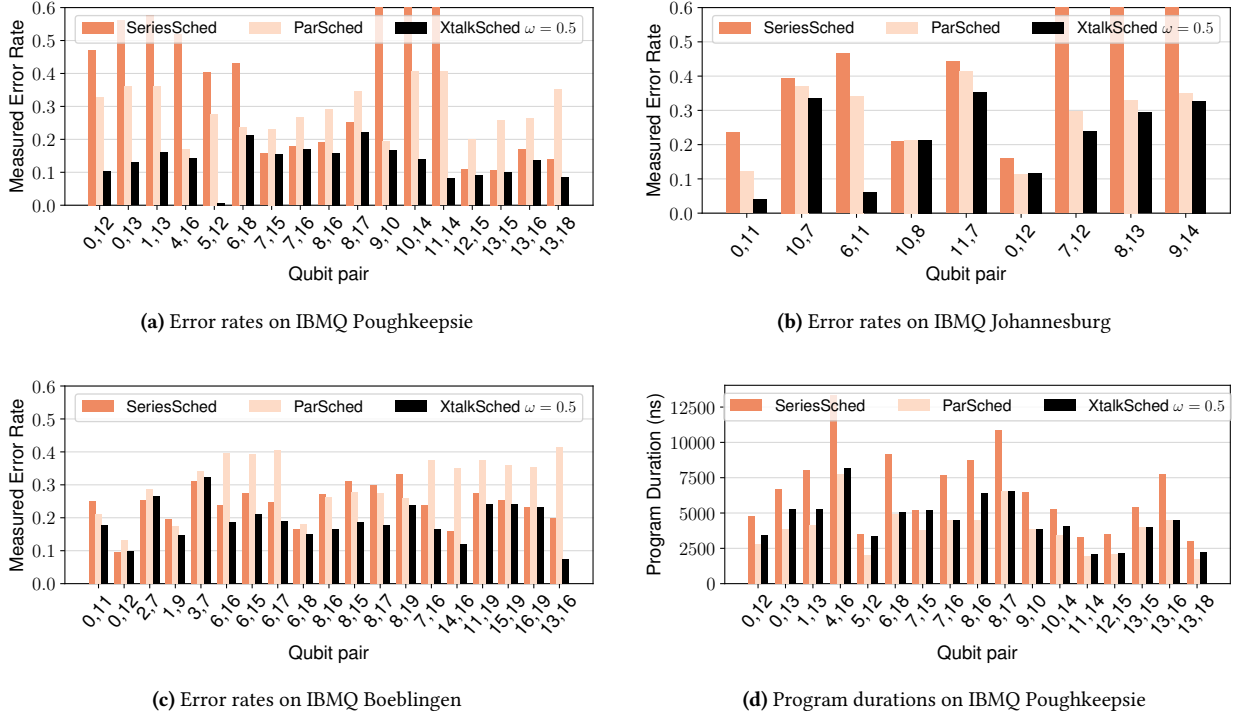 0.6
0.5
0.4
0.3
0.2
0.1
0.0
Measured Error Rate
SeriesSched ParSched XtalkSched ω = 0.5
0,12 0,13 1,13 4,16 5,12 6,18 7,15 7,16 8,16 8,17 9,10 10,14 11,14 12,15 13,15 13,16 13,18
Qubit pair
(a) Error rates on IBMQ Poughkeepsie
0.6
0.5
0.4
0.3
0.2
0.1
0.0
Measured Error Rate
SeriesSched ParSched XtalkSched ω = 0.5
0,11 10,7 6,11 10,8 11,7 0,12 7,12 8,13 9,14
Qubit pair
(b) Error rates on IBMQ Johannesburg
0.6
0.5
0.4
0.3
0.2
0.1
0.0
Measured Error Rate
SeriesSched ParSched XtalkSched ω = 0.5
0,11 0,12 2,7 1,9 3,7 6,16 6,15 6,17 6,18 8,16 8,15 8,17 8,19 7,16 14,16 11,19 15,19 16,19 13,16
Qubit pair
(c) Error rates on IBMQ Boeblingen
12500
10000
7500
5000
2500
0
Program Duration (ns)
SeriesSched ParSched XtalkSched ω = 0.5
0,12 0,13 1,13 4,16 5,12 6,18 7,15 7,16 8,16 8,17 9,10 10,14 11,14 12,15 13,15 13,16 13,18
Qubit pair
(d) Program durations on IBMQ Poughkeepsie